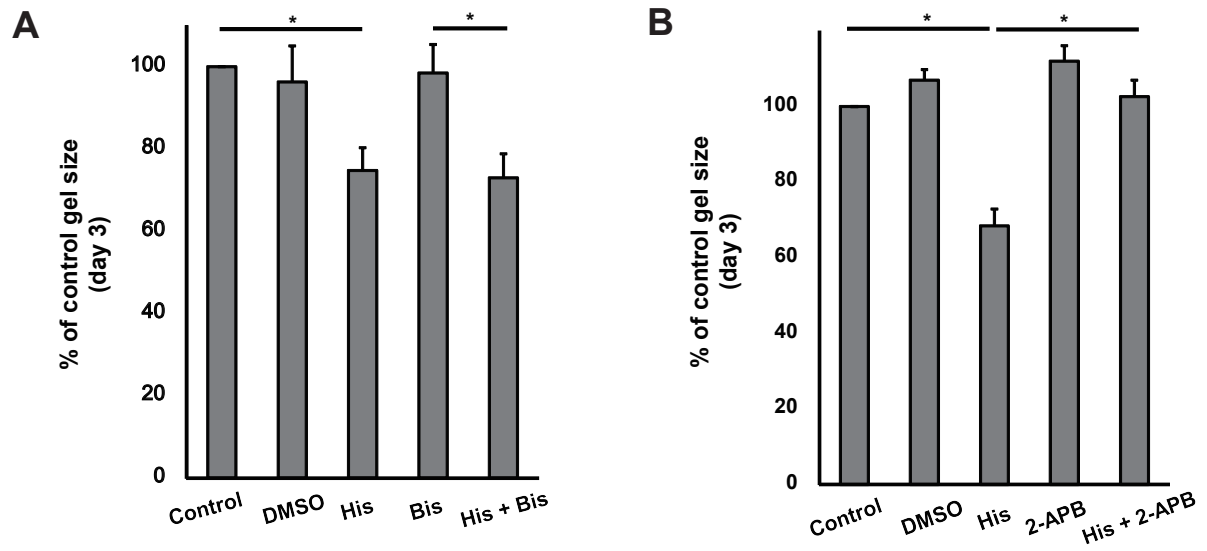 A
* *
100
80
60
40
20
0
% of control gel size
(day 3)
Control DMSO His Bis His + Bis
B
* *
100
80
60
40
20
0
% of control gel size
(day 3)
Control DMSO His 2-APB His + 2-APB